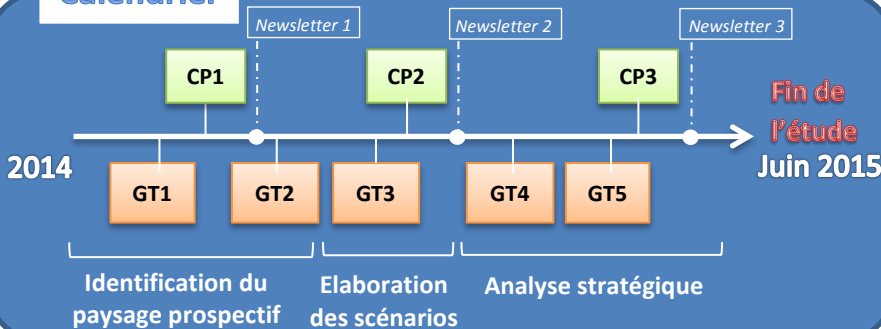 Calendrier
Newsletter 1
Newsletter 2
Newsletter 3
CP1
CP2
CP3
Fin de
l'étude
2014
Juin 2015
GT1
GT2
GT3
GT4
GT5
Identification du
paysage prospectif
Elaboration
des scénarios
Analyse stratégique